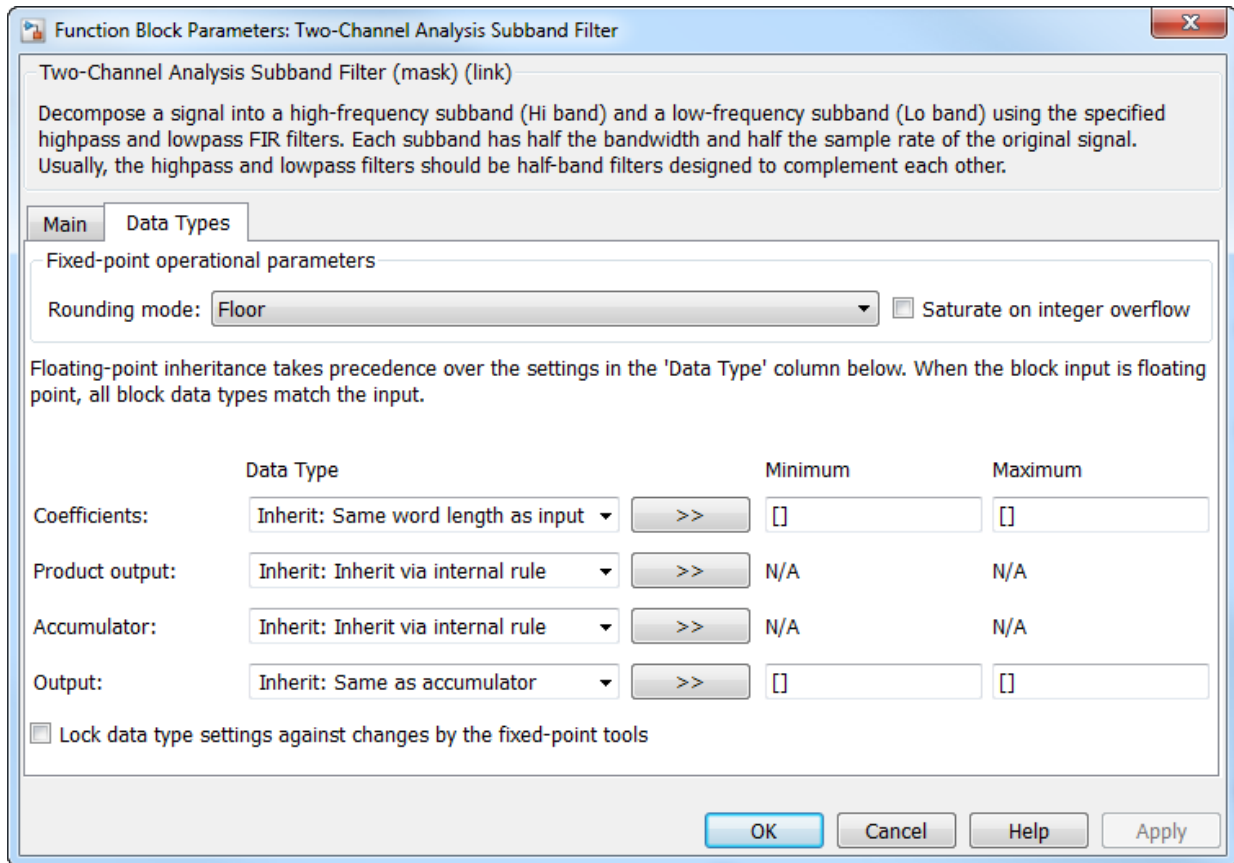 Function Block Parameters: Two-Channel Analysis Subband Filter
Two-Channel Analysis Subband Filter (mask) (link)
Decompose a signal into a high-frequency subband (Hi band) and a low-frequency subband (Lo band) using the specified
highpass and lowpass FIR filters. Each subband has half the bandwidth and half the sample rate of the original signal.
Usually, the highpass and lowpass filters should be half-band filters designed to complement each other.
Main Data Types
Fixed-point operational parameters
Rounding mode: Floor Saturate on integer overflow
Floating-point inheritance takes precedence over the settings in the 'Data Type' column below. When the block input is floating
point, all block data types match the input.
Data Type Minimum Maximum
Coefficients: Inherit: Same word length as input >> [] []
Product output: Inherit: Inherit via internal rule >> N/A N/A
Accumulator: Inherit: Inherit via internal rule >> N/A N/A
Output: Inherit: Same as accumulator >> [] []
Lock data type settings against changes by the fixed-point tools
OK Cancel Help Apply